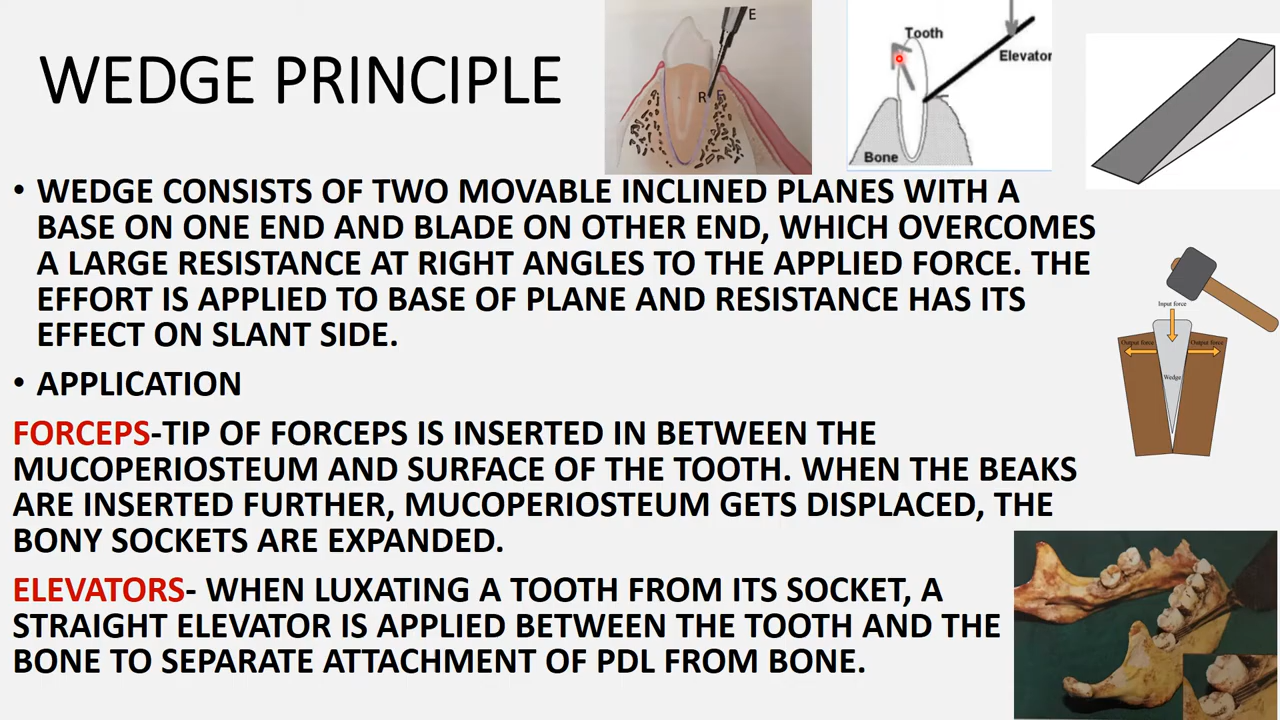 WEDGE PRINCIPLE
E
R F
Tooth
Elevator
Bone
• WEDGE CONSISTS OF TWO MOVABLE INCLINED PLANES WITH A
BASE ON ONE END AND BLADE ON OTHER END, WHICH OVERCOMES
A LARGE RESISTANCE AT RIGHT ANGLES TO THE APPLIED FORCE. THE
EFFORT IS APPLIED TO BASE OF PLANE AND RESISTANCE HAS ITS
EFFECT ON SLANT SIDE.
Input force
Output force
Output force
Wedge
• APPLICATION
FORCEPS-TIP OF FORCEPS IS INSERTED IN BETWEEN THE
MUCOPERIOSTEUM AND SURFACE OF THE TOOTH. WHEN THE BEAKS
ARE INSERTED FURTHER, MUCOPERIOSTEUM GETS DISPLACED, THE
BONY SOCKETS ARE EXPANDED.
ELEVATORS- WHEN LUXATING A TOOTH FROM ITS SOCKET, A
STRAIGHT ELEVATOR IS APPLIED BETWEEN THE TOOTH AND THE
BONE TO SEPARATE ATTACHMENT OF PDL FROM BONE.